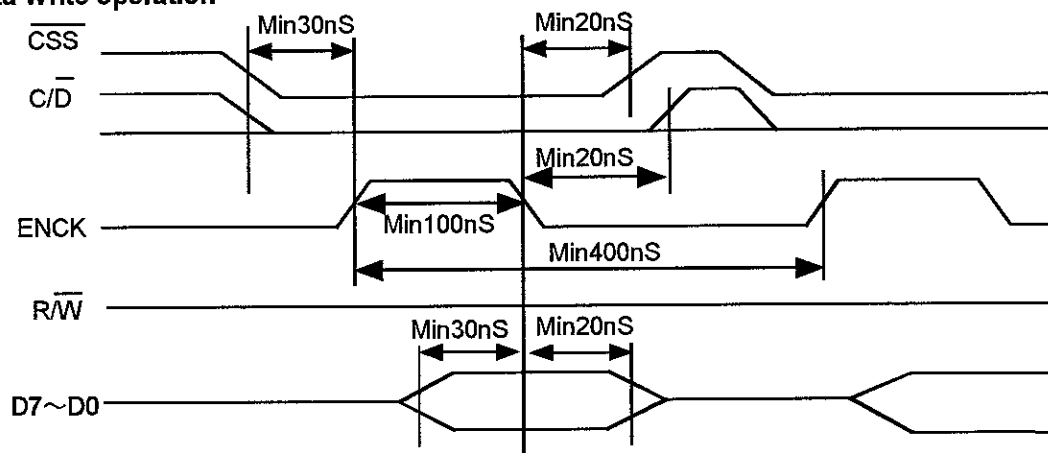 Write operation
Min30nS
Min20nS
CSS
C/D
Min20nS
Min100nS
ENCK
Min400nS
R/W
Min30nS
Min20nS
D7～D0